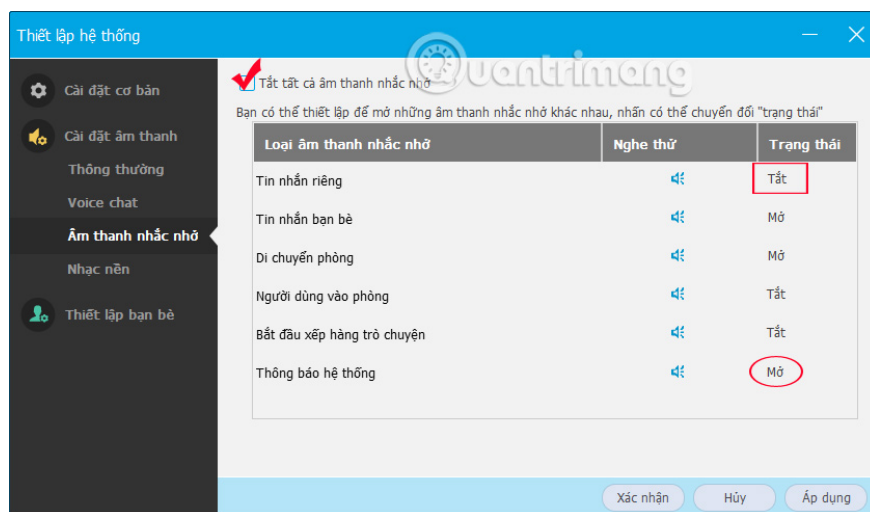 Thiết lập hệ thống
Quantrimang
Cài đặt cơ bản
Tắt tất cả âm thanh nhắc nhở
Bạn có thể thiết lập để mở những âm thanh nhắc nhở khác nhau, nhấn có thể chuyển đổi "trạng thái"
Cài đặt âm thanh
Thông thường
Voice chat
Âm thanh nhắc nhở
Nhạc nền
Thiết lập bạn bè
Loại âm thanh nhắc nhở Nghe thử Trạng thái
Tin nhắn riêng Tắt
Tin nhắn bạn bè Mở
Di chuyển phòng Mở
Người dùng vào phòng Tắt
Bắt đầu xếp hàng trò chuyện Tắt
Thông báo hệ thống Mở
Xác nhận Hủy Áp dụng